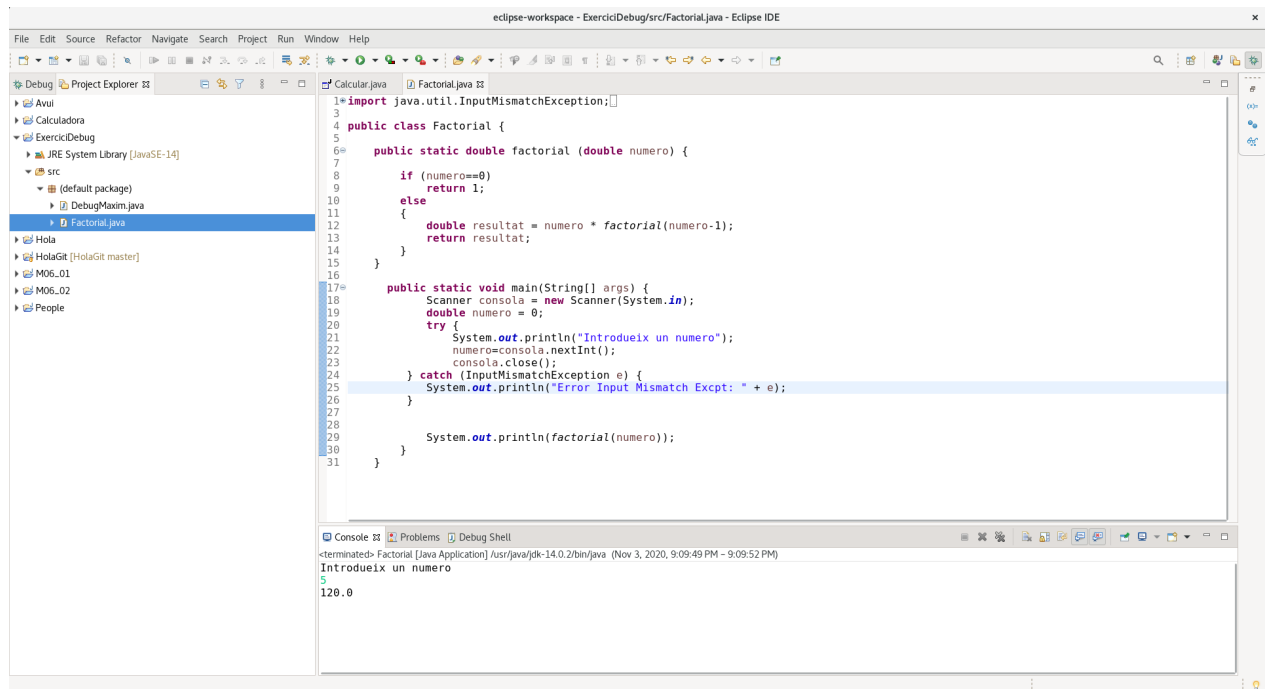 eclipse-workspace - ExerciciDebug/src/Factorial.java - Eclipse IDE
File Edit Source Refactor Navigate Search Project Run Window Help
Debug Project Explorer
Avui
Calculadora
ExerciciDebug
JRE System Library [JavaSE-14]
src
(default package)
DebugMaxim.java
Factorial.java
Hola
HolaGit [HolaGit master]
M06_01
M06_02
People
Calcular.java Factorial.java
1 import java.util.InputMismatchException;
3
4 public class Factorial {
5
6 public static double factorial (double numero) {
7
8 if (numero==0)
9 return 1;
10 else
11 {
12 double resultat = numero * factorial(numero-1);
13 return resultat;
14 }
15 }
16
17 public static void main(String[] args) {
18 Scanner consola = new Scanner(System.in);
19 double numero = 0;
20 try {
21 System.out.println("Introdueix un numero");
22 numero=consola.nextInt();
23 consola.close();
24 } catch (InputMismatchException e) {
25 System.out.println("Error Input Mismatch Excpt: " + e);
26 }
27
28
29 System.out.println(factorial(numero));
30 }
31 }
Console Problems Debug Shell
<terminated> Factorial [Java Application] /usr/java/jdk-14.0.2/bin/java (Nov 3, 2020, 9:09:49 PM – 9:09:52 PM)
Introdueix un numero
5
120.0